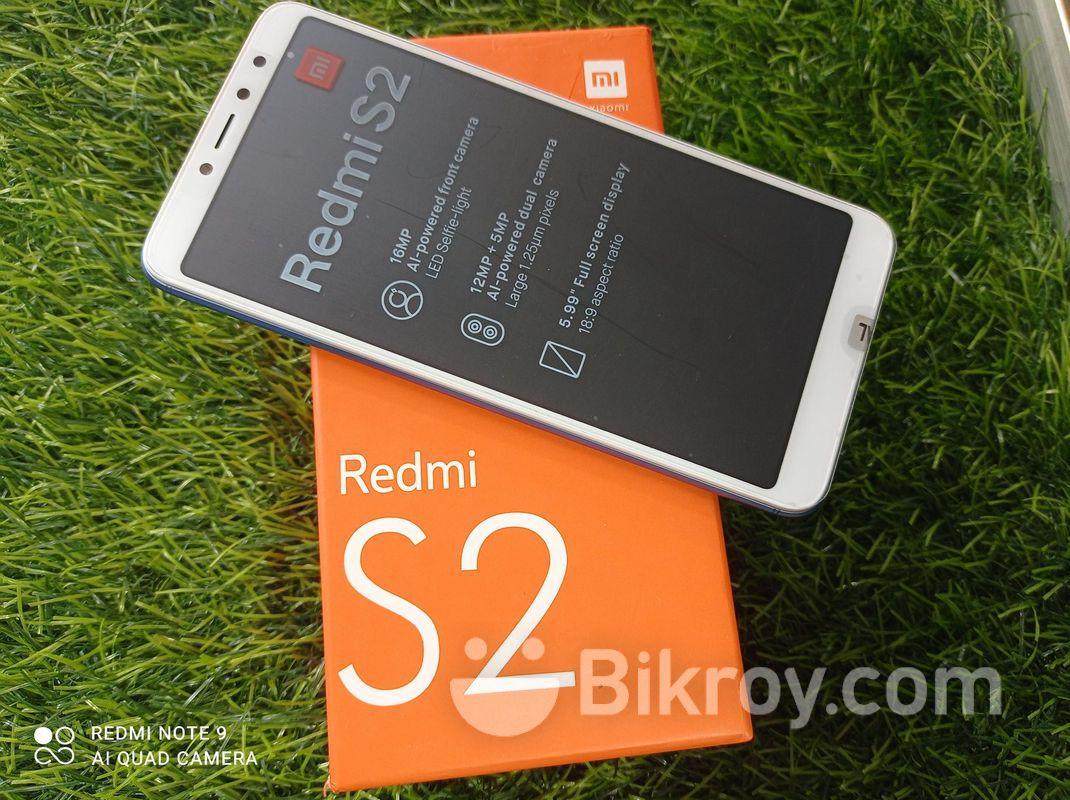 mi
Redmi S2
16MP
AI-powered front camera
LED Selfie-light
12MP + 5MP
AI-powered dual camera
Large 1.25μm pixels
5.99" Full screen display
18:9 aspect ratio
mi
xiaomi
Redmi
S2
Bikroy.com
REDMI NOTE 9
AI QUAD CAMERA